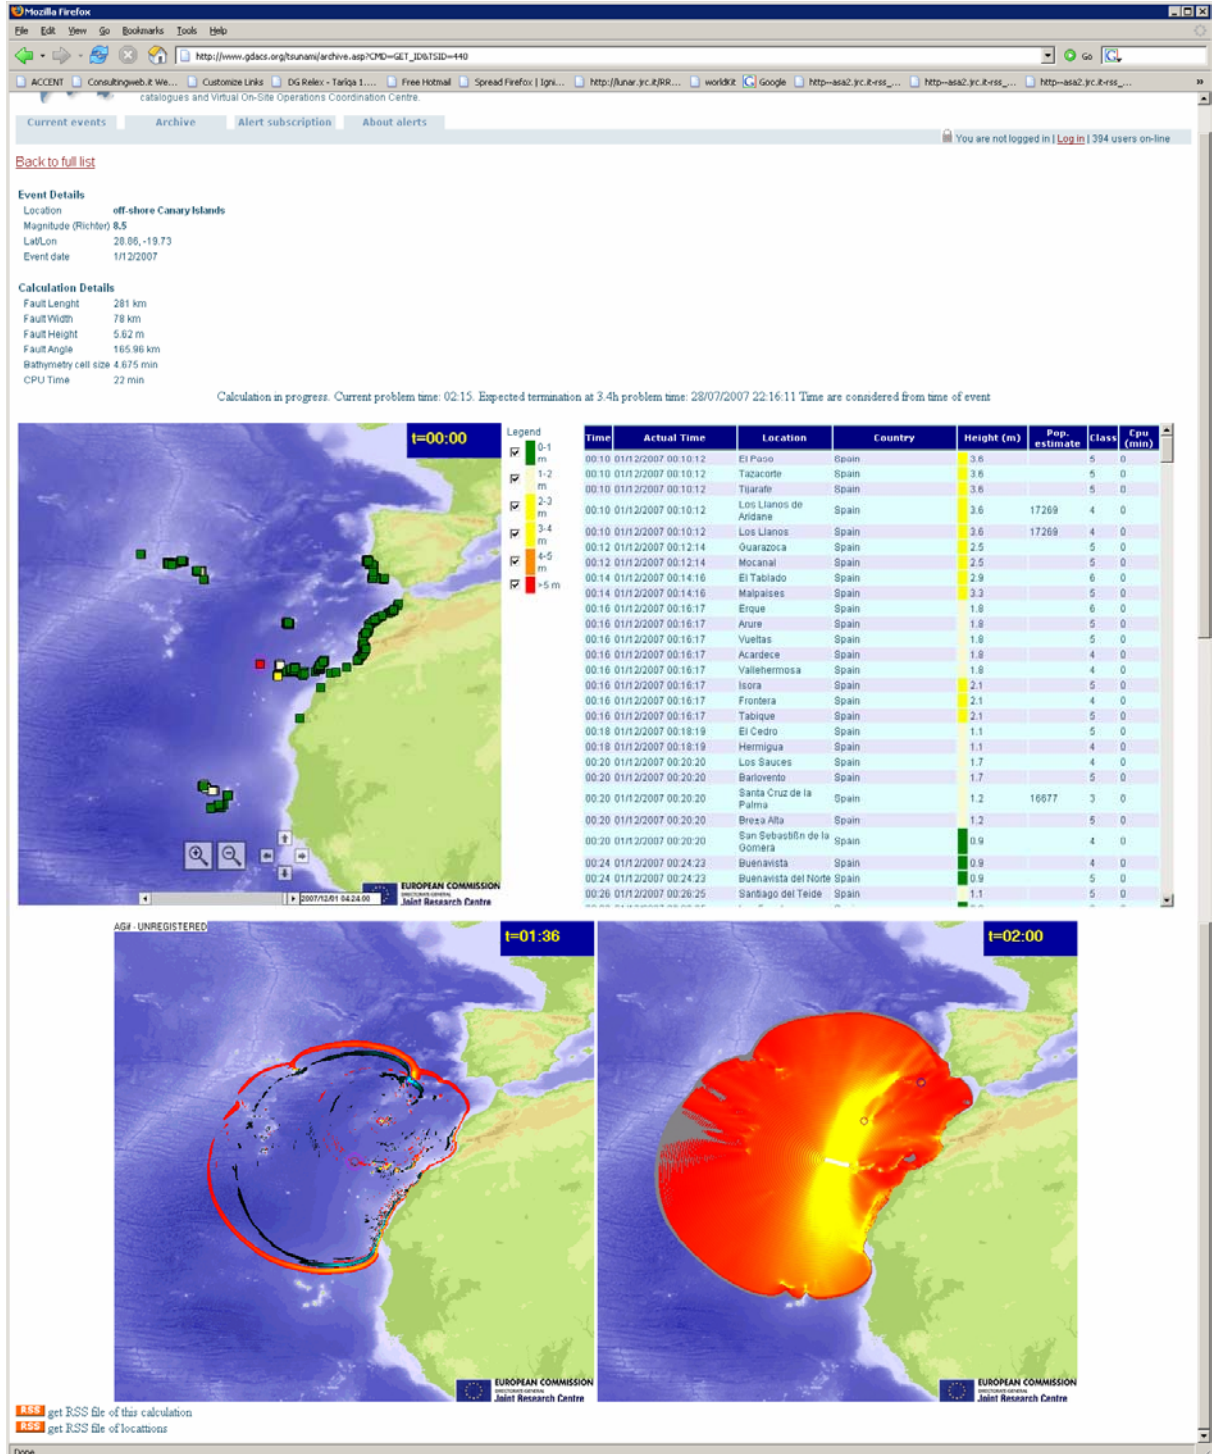 Mozilla Firefox
File Edit View Go Bookmarks Tools Help
http://www.gdacs.org/tsunami/archive.asp?CMD=GET_ID&TSID=440
Go
ACCENT Consultingweb.it We... Customize Links DG Relex - Tariqa 1.... Free Hotmail Spread Firefox | Igni... http://lunar.jrc.it/RR... worldKit Google http--asa2.jrc.it-rss_... http--asa2.jrc.it-rss_... http--asa2.jrc.it-rss_...
catalogues and Virtual On-Site Operations Coordination Centre.
Current events Archive Alert subscription About alerts
You are not logged in | Log in | 394 users on-line
Back to full list
Event Details
Location off-shore Canary Islands
Magnitude (Richter) 8.5
Lat/Lon 28.86, -19.73
Event date 1/12/2007
Calculation Details
Fault Lenght 281 km
Fault Width 78 km
Fault Height 5.62 m
Fault Angle 165.96 km
Bathymetry cell size 4.675 min
CPU Time 22 min
Calculation in progress. Current problem time: 02:15. Expected termination at 3.4h problem time: 28/07/2007 22:16:11 Time are considered from time of event
t=00:00
Legend
0-1 m
1-2 m
2-3 m
3-4 m
4-5 m
>5 m
2007/12/01 04:24:00
EUROPEAN COMMISSION
DIRECTORATE-GENERAL
Joint Research Centre
Time Actual Time Location Country Height (m) Pop. estimate Class Cpu (min)
00:10 01/12/2007 00:10:12 El Paso Spain 3.6 5 0
00:10 01/12/2007 00:10:12 Tazacorte Spain 3.6 5 0
00:10 01/12/2007 00:10:12 Tijarafe Spain 3.6 5 0
00:10 01/12/2007 00:10:12 Los Llanos de Aridane Spain 3.6 17269 4 0
00:10 01/12/2007 00:10:12 Los Llanos Spain 3.6 17269 4 0
00:12 01/12/2007 00:12:14 Guarazoca Spain 2.5 5 0
00:12 01/12/2007 00:12:14 Mocanal Spain 2.5 5 0
00:14 01/12/2007 00:14:16 El Tablado Spain 2.9 6 0
00:14 01/12/2007 00:14:16 Malpaises Spain 3.3 5 0
00:16 01/12/2007 00:16:17 Erque Spain 1.8 6 0
00:16 01/12/2007 00:16:17 Arure Spain 1.8 5 0
00:16 01/12/2007 00:16:17 Vueltas Spain 1.8 5 0
00:16 01/12/2007 00:16:17 Acardece Spain 1.8 4 0
00:16 01/12/2007 00:16:17 Vallehermosa Spain 1.8 4 0
00:16 01/12/2007 00:16:17 Isora Spain 2.1 5 0
00:16 01/12/2007 00:16:17 Frontera Spain 2.1 4 0
00:16 01/12/2007 00:16:17 Tabique Spain 2.1 5 0
00:18 01/12/2007 00:18:19 El Cedro Spain 1.1 5 0
00:18 01/12/2007 00:18:19 Hermigua Spain 1.1 4 0
00:20 01/12/2007 00:20:20 Los Sauces Spain 1.7 4 0
00:20 01/12/2007 00:20:20 Barlovento Spain 1.7 5 0
00:20 01/12/2007 00:20:20 Santa Cruz de la Palma Spain 1.2 16677 3 0
00:20 01/12/2007 00:20:20 Bre±a Alta Spain 1.2 5 0
00:20 01/12/2007 00:20:20 San Sebastißn de la Gomera Spain 0.9 4 0
00:24 01/12/2007 00:24:23 Buenavista Spain 0.9 4 0
00:24 01/12/2007 00:24:23 Buenavista del Norte Spain 0.9 5 0
00:26 01/12/2007 00:26:25 Santiago del Teide Spain 1.1 5 0
AGif - UNREGISTERED
t=01:36
EUROPEAN COMMISSION
DIRECTORATE-GENERAL
Joint Research Centre
t=02:00
EUROPEAN COMMISSION
DIRECTORATE-GENERAL
Joint Research Centre
RSS get RSS file of this calculation
RSS get RSS file of locattions
Done